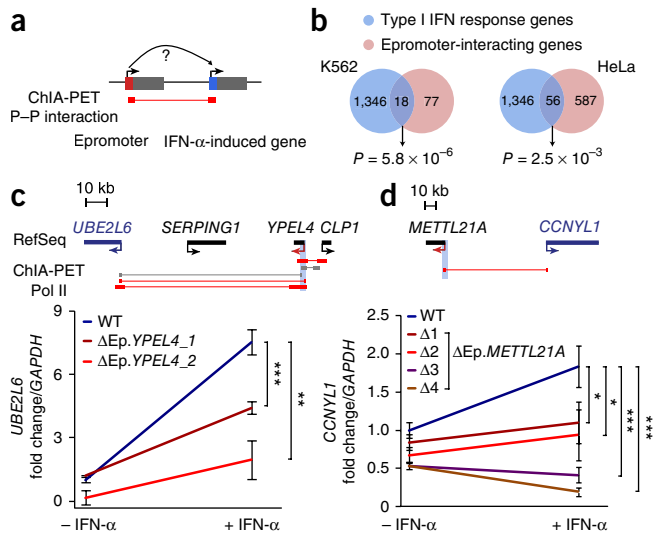 a
?
ChIA-PET
P–P interaction
Epromoter
IFN-α-induced gene
b
Type I IFN response genes
Epromoter-interacting genes
K562
HeLa
1,346 18 77
1,346 56 587
P = 5.8 × 10⁻⁶
P = 2.5 × 10⁻³
c
10 kb
UBE2L6 SERPING1 YPEL4 CLP1
RefSeq
ChIA-PET
Pol II
UBE2L6
fold change/GAPDH
9
6
3
0
WT
ΔEp.YPEL4_1
ΔEp.YPEL4_2
***
**
– IFN-α + IFN-α
d
10 kb
METTL21A CCNYL1
CCNYL1
fold change/GAPDH
2.5
2.0
1.5
1.0
0.5
0
WT
Δ1
Δ2
Δ3
Δ4
ΔEp.METTL21A
*
*
***
***
– IFN-α + IFN-α